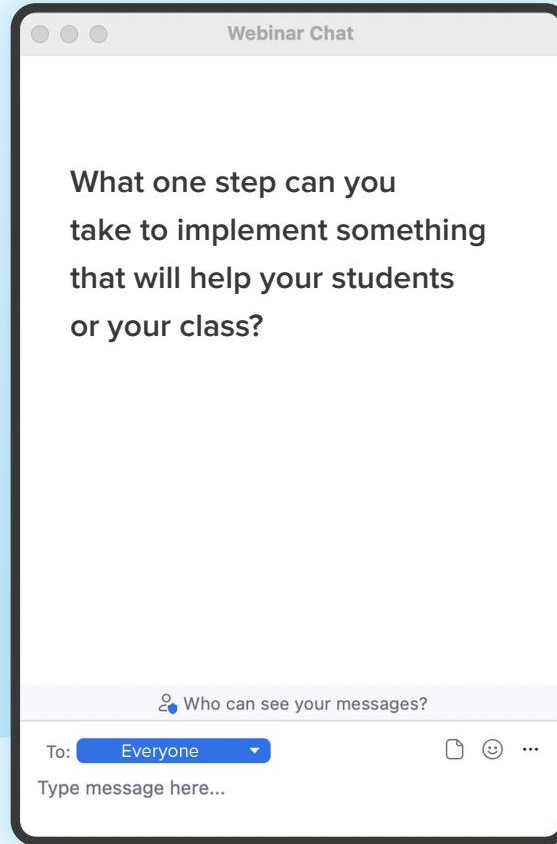 Webinar Chat
What one step can you
take to implement something
that will help your students
or your class?
Who can see your messages?
To: Everyone
Type message here...